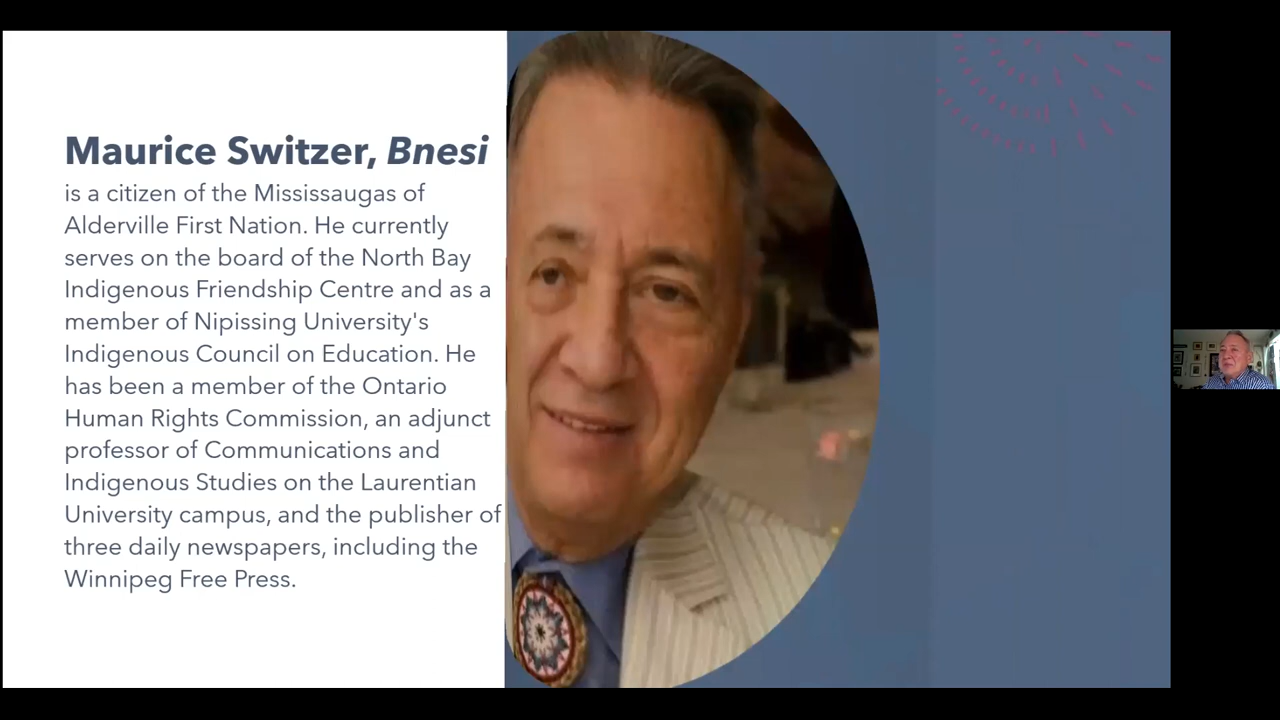 Maurice Switzer, Bnesi
is a citizen of the Mississaugas of
Alderville First Nation. He currently
serves on the board of the North Bay
Indigenous Friendship Centre and as a
member of Nipissing University's
Indigenous Council on Education. He
has been a member of the Ontario
Human Rights Commission, an adjunct
professor of Communications and
Indigenous Studies on the Laurentian
University campus, and the publisher of
three daily newspapers, including the
Winnipeg Free Press.